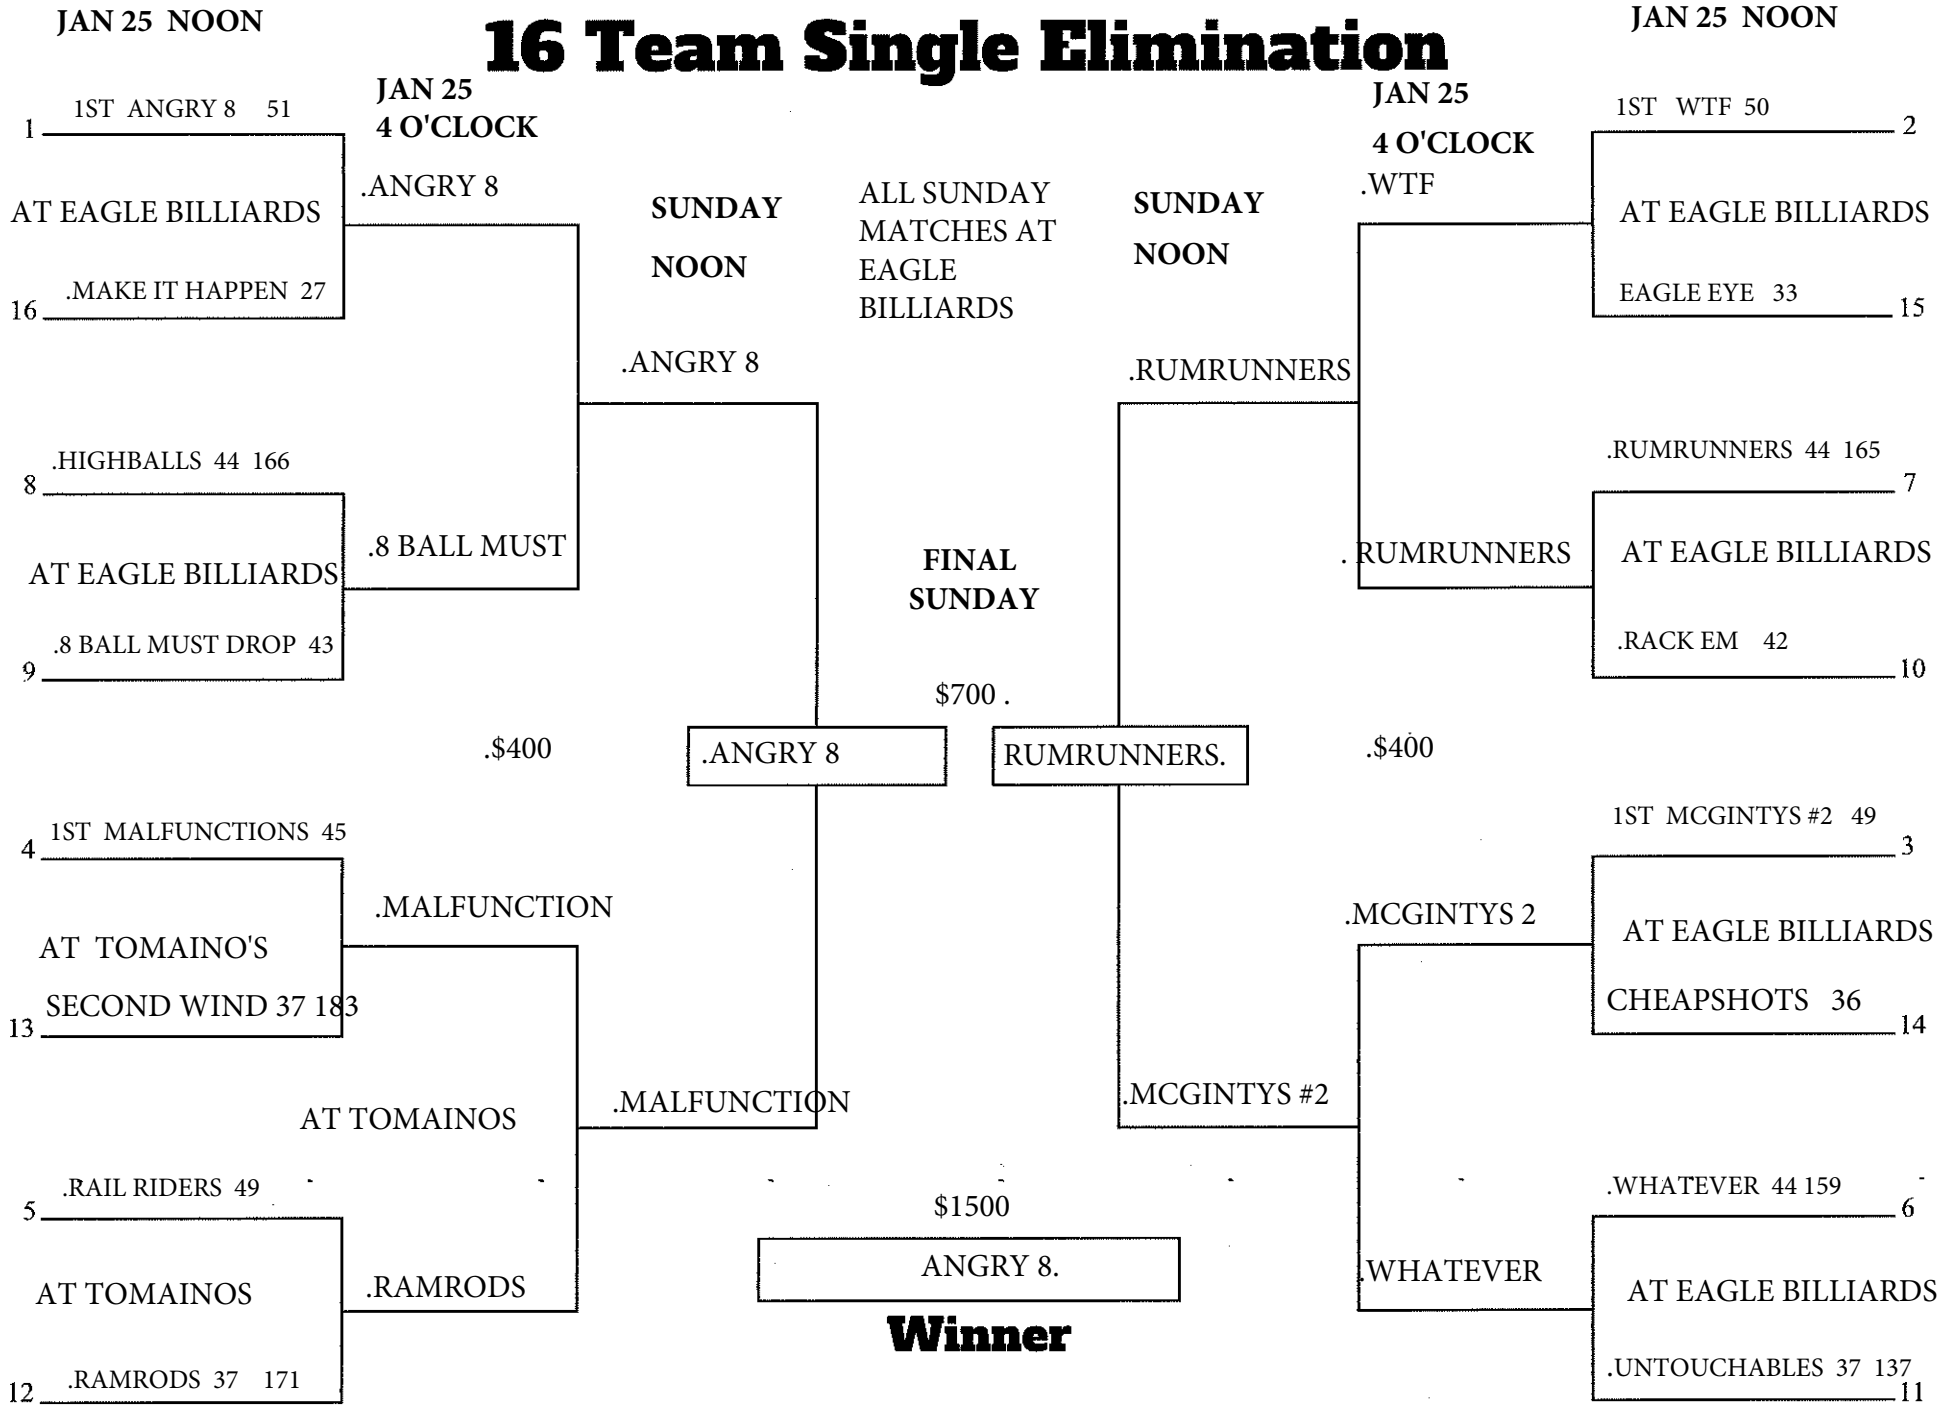 JAN 25 NOON
16 Team Single Elimination
JAN 25 NOON
JAN 25
4 O'CLOCK
JAN 25
4 O'CLOCK
1 1ST ANGRY 8 51
AT EAGLE BILLIARDS
16 .MAKE IT HAPPEN 27
.ANGRY 8
8 .HIGHBALLS 44 166
AT EAGLE BILLIARDS
9 .8 BALL MUST DROP 43
.8 BALL MUST
SUNDAY
NOON
.ANGRY 8
ALL SUNDAY
MATCHES AT
EAGLE
BILLIARDS
SUNDAY
NOON
.RUMRUNNERS
.WTF
1ST WTF 50 2
AT EAGLE BILLIARDS
EAGLE EYE 33 15
.RUMRUNNERS 44 165 7
. RUMRUNNERS
AT EAGLE BILLIARDS
.RACK EM 42 10
FINAL
SUNDAY
$700 .
.$400
.ANGRY 8
RUMRUNNERS.
.$400
4 1ST MALFUNCTIONS 45
AT TOMAINO'S
13 SECOND WIND 37 183
.MALFUNCTION
AT TOMAINOS
.MALFUNCTION
5 .RAIL RIDERS 49
AT TOMAINOS
12 .RAMRODS 37 171
.RAMRODS
1ST MCGINTYS #2 49 3
.MCGINTYS 2
AT EAGLE BILLIARDS
CHEAPSHOTS 36 14
.MCGINTYS #2
.WHATEVER 44 159 6
.WHATEVER
AT EAGLE BILLIARDS
.UNTOUCHABLES 37 137 11
$1500
ANGRY 8.
Winner